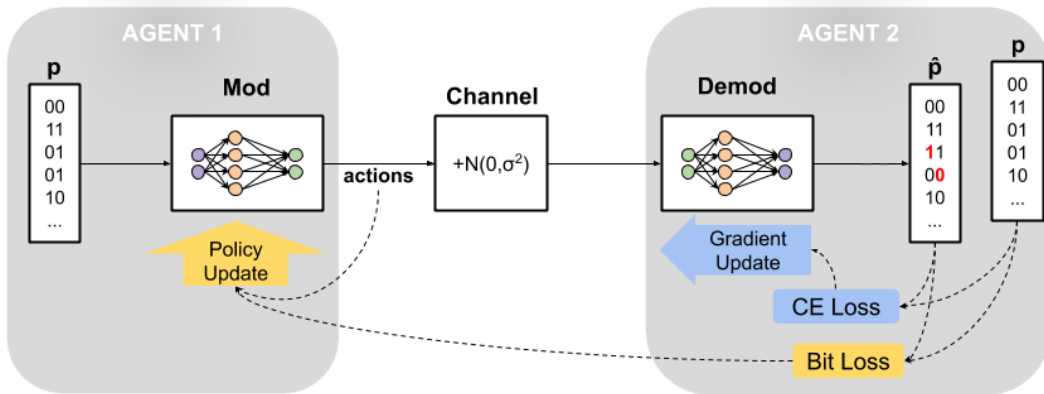 AGENT 1
p
00
11
01
01
10
...
Mod
actions
Policy
Update
Channel
+N(0,σ²)
AGENT 2
Demod
p̂
00
11
11
00
10
...
p
00
11
01
01
10
...
Gradient
Update
CE Loss
Bit Loss